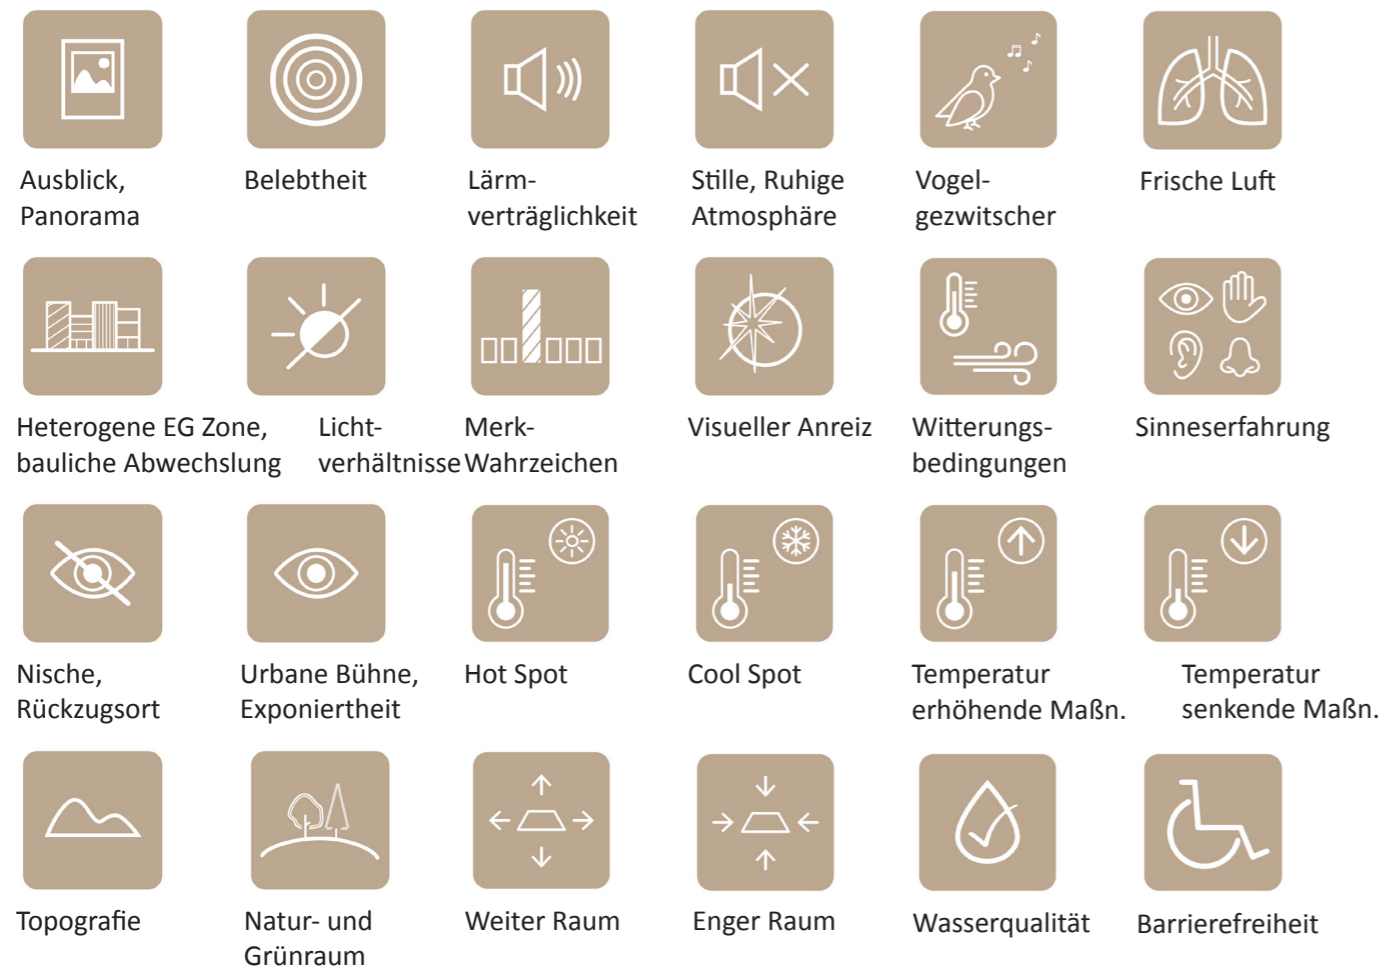 Ausblick,
Panorama
Belebtheit
Lärm-
verträglichkeit
Stille, Ruhige
Atmosphäre
Vogel-
gezwitscher
Frische Luft
Heterogene EG Zone,
bauliche Abwechslung
Licht-
verhältnisse
Merk-
Wahrzeichen
Visueller Anreiz
Witterungs-
bedingungen
Sinneserfahrung
Nische,
Rückzugsort
Urbane Bühne,
Exponiertheit
Hot Spot
Cool Spot
Temperatur
erhöhende Maßn.
Temperatur
senkende Maßn.
Topografie
Natur- und
Grünraum
Weiter Raum
Enger Raum
Wasserqualität
Barrierefreiheit